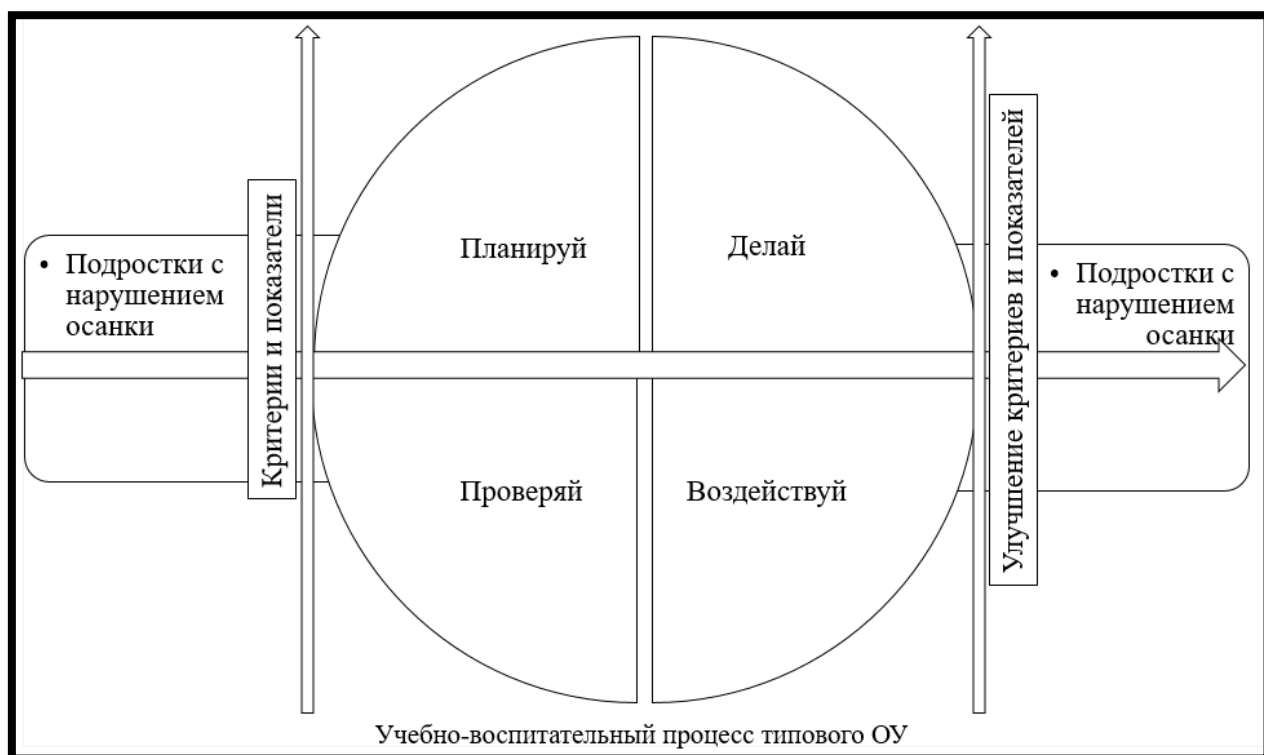 • Подростки с
нарушением
осанки
Критерии и показатели
Планируй
Делай
Проверяй
Воздействуй
Улучшение критериев и показателей
• Подростки с
нарушением
осанки
Учебно-воспитательный процесс типового ОУ